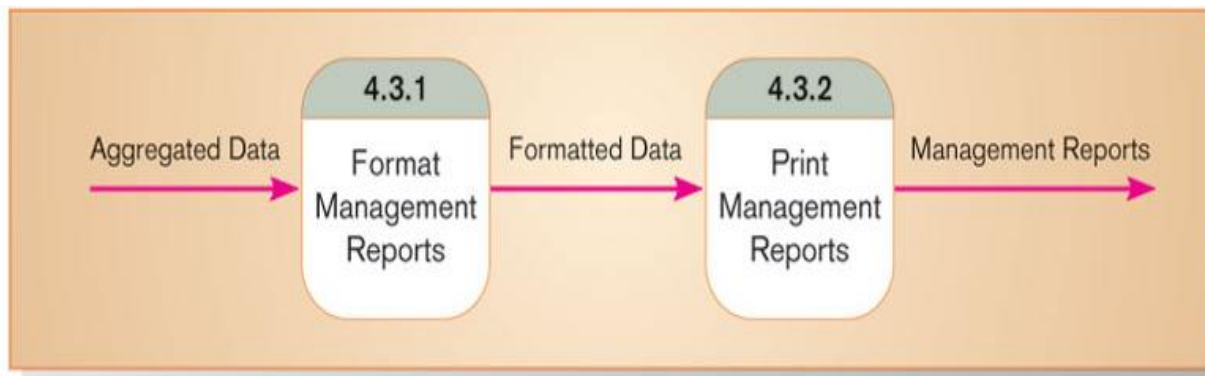 4.3.1
4.3.2
Aggregated Data
Format
Management
Reports
Formatted Data
Print
Management
Reports
Management Reports